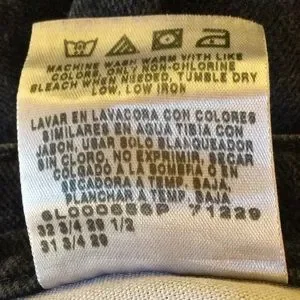 MACHINE WASH WARM WITH LIKE
COLORS, ONLY NON-CHLORINE
BLEACH WHEN NEEDED, TUMBLE DRY
LOW, LOW IRON
LAVAR EN LAVACORA CON COLORES
SIMILARES EN AGUA TIBIA CON
JABON, USAR SOLO BLANQUEADOR
SIN CLORO, NO EXPRIMIR, SECAR
COLGADO A LA SOMBRA O EN
SECADORA A TEMP. BAJA,
PLANCHAR A TEMP. BAJA.
6L000656P 71229
32 3/4 29 1/2
31 3/4 29